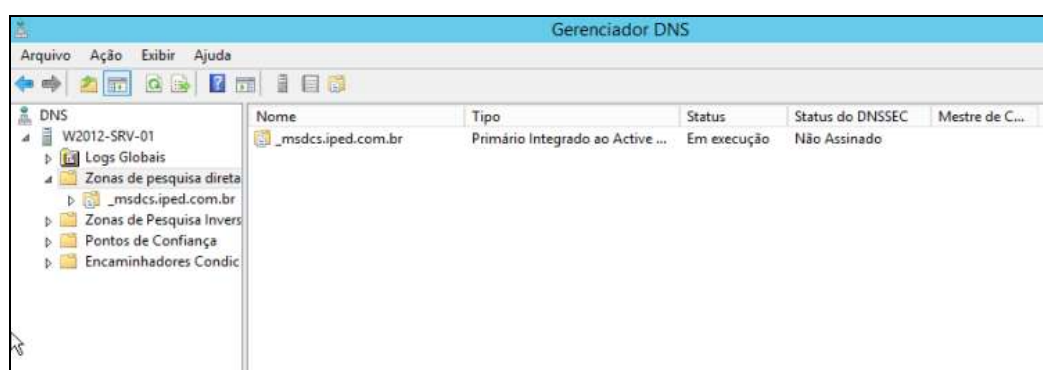 Gerenciador DNS
Arquivo Ação Exibir Ajuda
DNS
W2012-SRV-01
Logs Globais
Zonas de pesquisa direta
_msdcs.iped.com.br
Zonas de Pesquisa Invers
Pontos de Confiança
Encaminhadores Condic
Nome Tipo Status Status do DNSSEC Mestre de C...
_msdcs.iped.com.br Primário Integrado ao Active ... Em execução Não Assinado